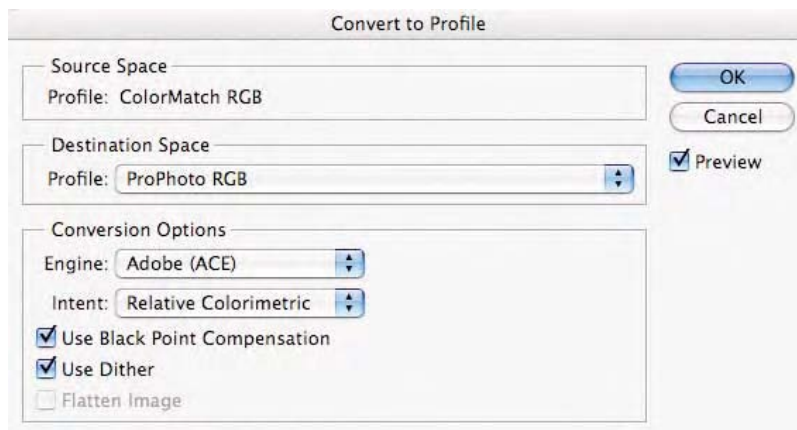 Convert to Profile
Source Space
Profile: ColorMatch RGB
OK
Cancel
Preview
Destination Space
Profile: ProPhoto RGB
Conversion Options
Engine: Adobe (ACE)
Intent: Relative Colorimetric
Use Black Point Compensation
Use Dither
Flatten Image